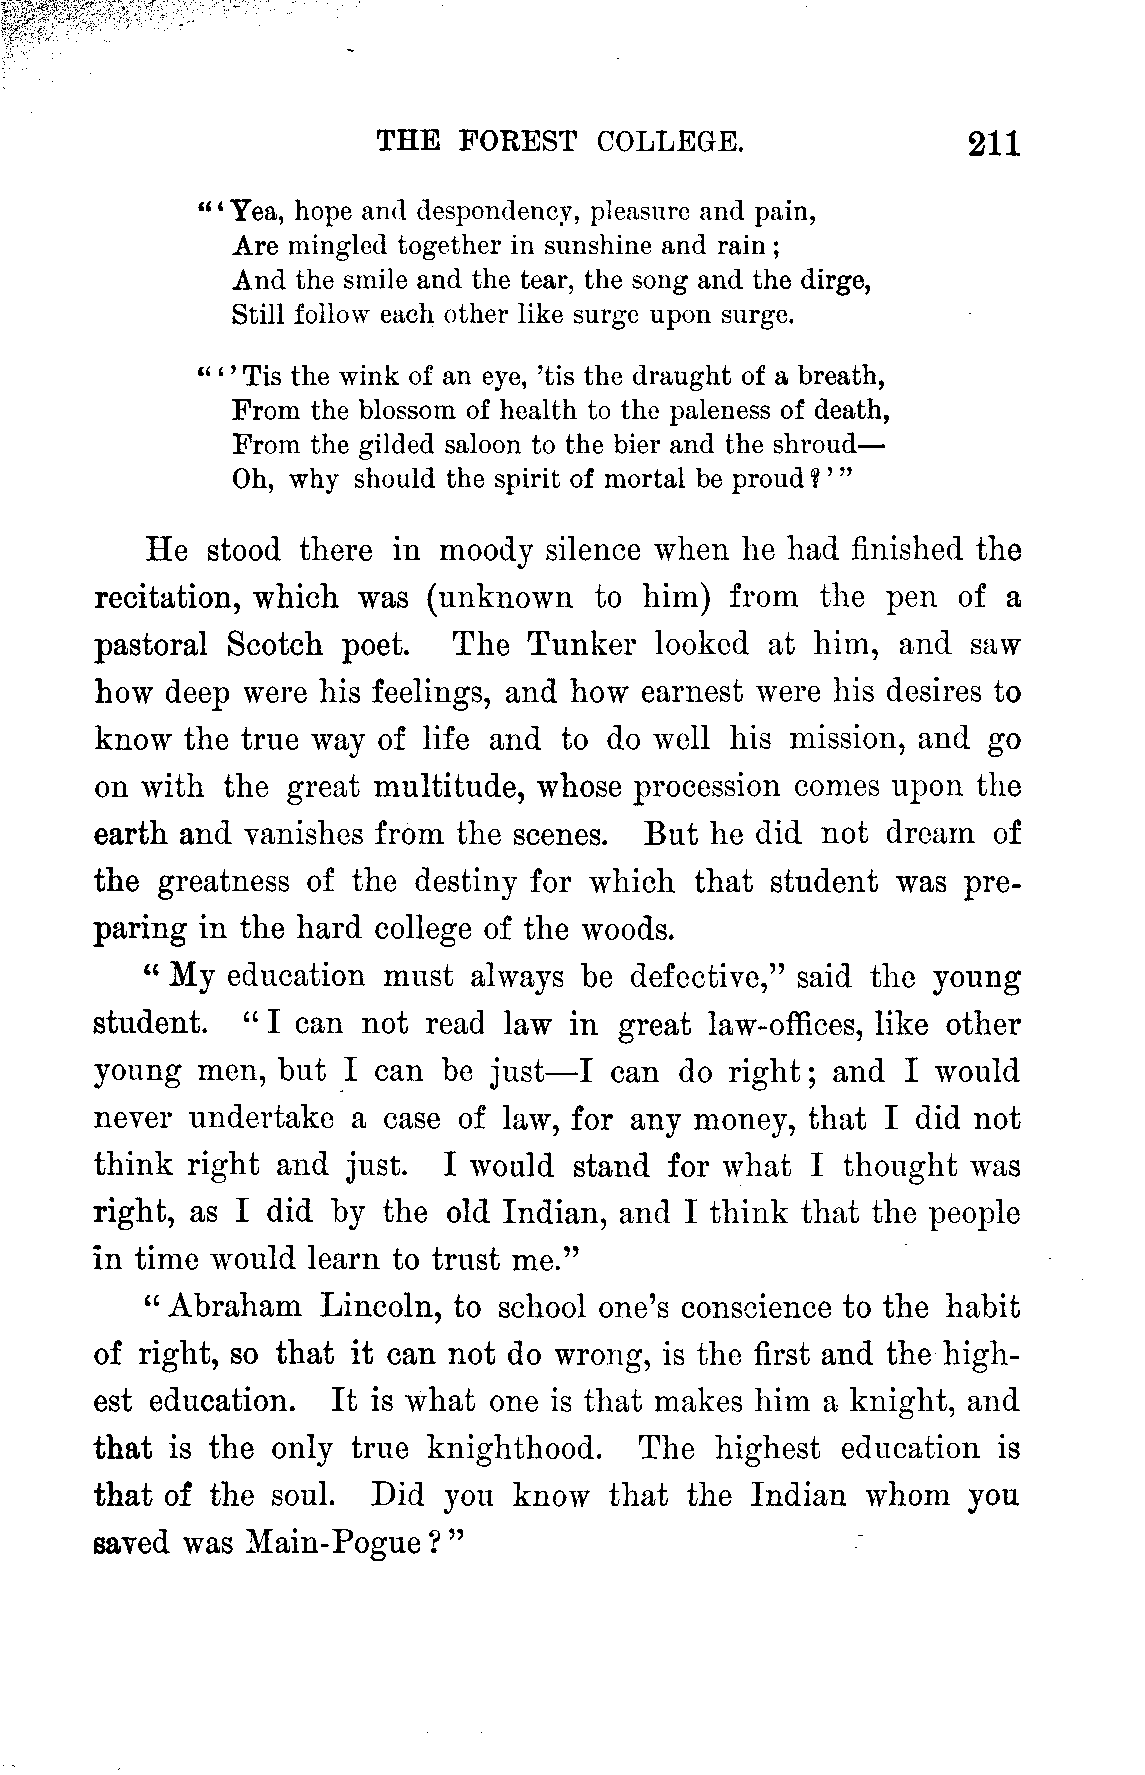 THE FOREST COLLEGE. 211
"'Yea, hope and despondency, pleasure and pain,
Are mingled together in sunshine and rain;
And the smile and the tear, the song and the dirge,
Still follow each other like surge upon surge.
"''Tis the wink of an eye, 'tis the draught of a breath,
From the blossom of health to the paleness of death,
From the gilded saloon to the bier and the shroud—
Oh, why should the spirit of mortal be proud?'"
He stood there in moody silence when he had finished the
recitation, which was (unknown to him) from the pen of a
pastoral Scotch poet. The Tunker looked at him, and saw
how deep were his feelings, and how earnest were his desires to
know the true way of life and to do well his mission, and go
on with the great multitude, whose procession comes upon the
earth and vanishes from the scenes. But he did not dream of
the greatness of the destiny for which that student was pre-
paring in the hard college of the woods.
"My education must always be defective," said the young
student. "I can not read law in great law-offices, like other
young men, but I can be just—I can do right; and I would
never undertake a case of law, for any money, that I did not
think right and just. I would stand for what I thought was
right, as I did by the old Indian, and I think that the people
in time would learn to trust me."
"Abraham Lincoln, to school one's conscience to the habit
of right, so that it can not do wrong, is the first and the high-
est education. It is what one is that makes him a knight, and
that is the only true knighthood. The highest education is
that of the soul. Did you know that the Indian whom you
saved was Main-Pogue?"